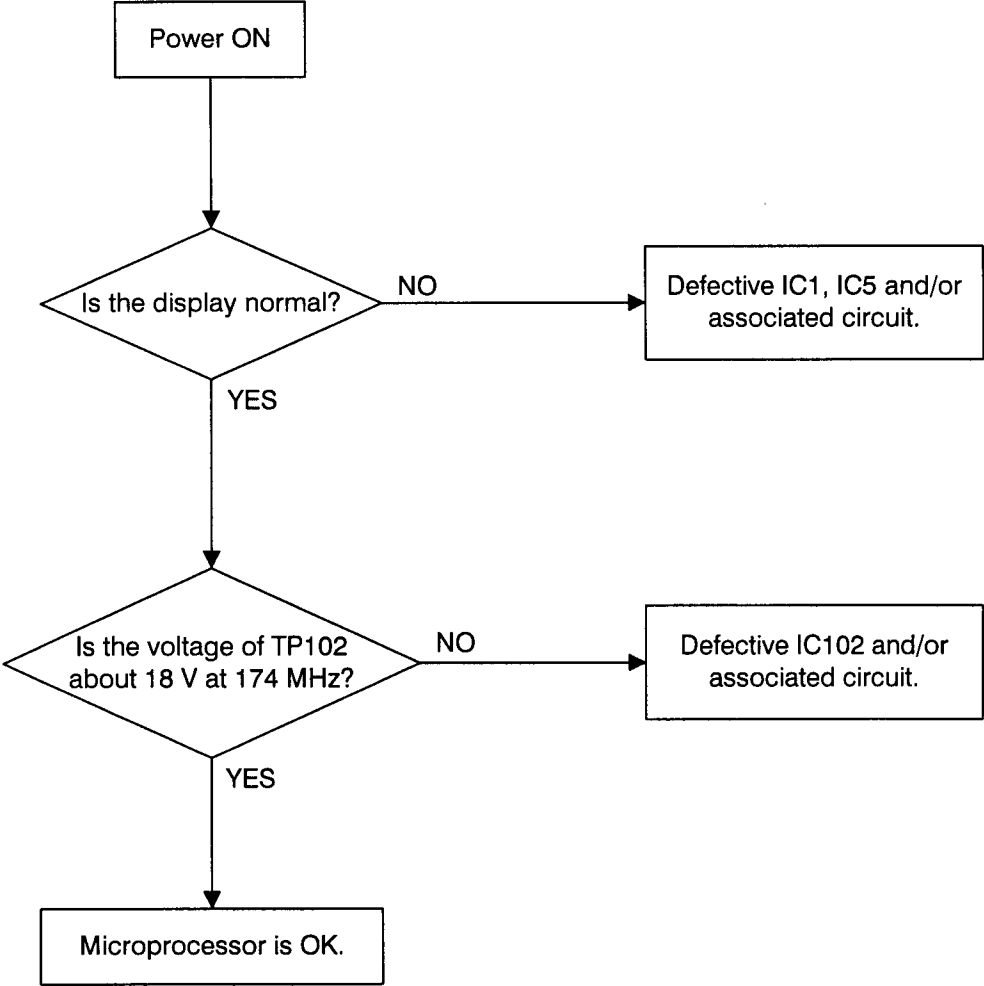 Power ON
Is the display normal?
NO
Defective IC1, IC5 and/or
associated circuit.
YES
Is the voltage of TP102
about 18 V at 174 MHz?
NO
Defective IC102 and/or
associated circuit.
YES
Microprocessor is OK.